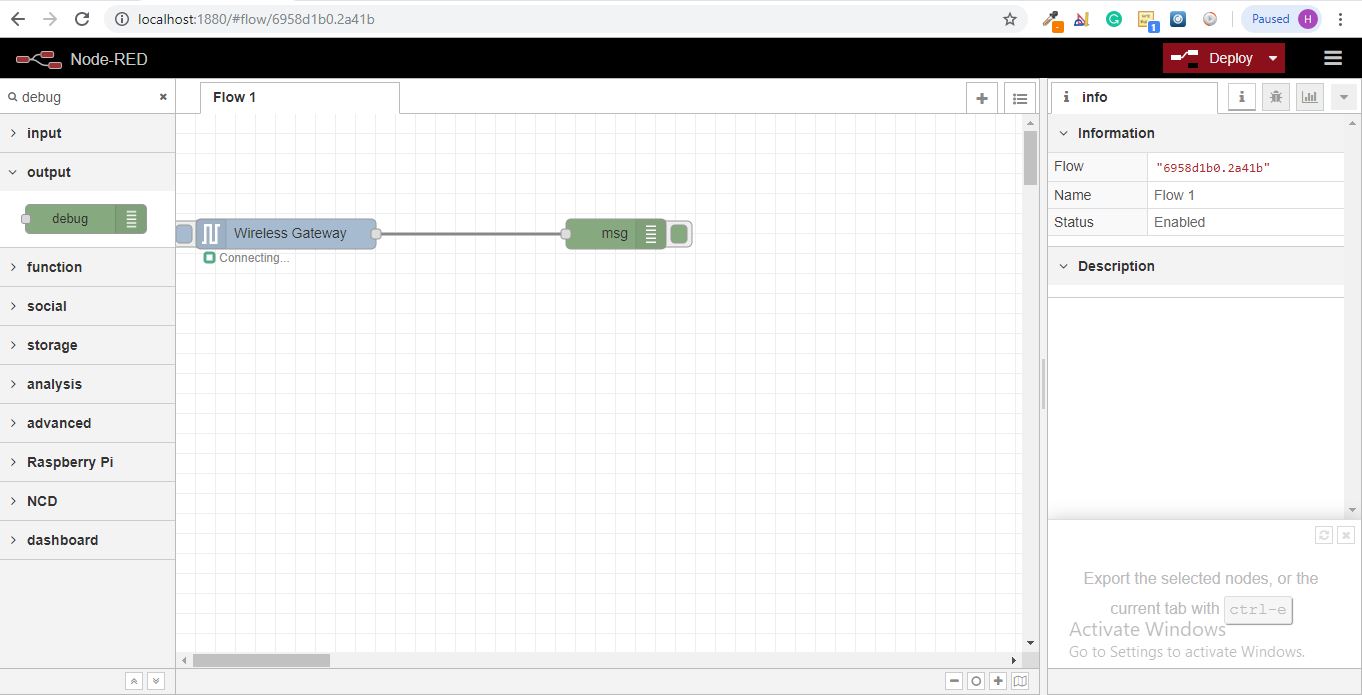 localhost:1880/#flow/6958d1b0.2a41b
Paused H
1
Node-RED
Deploy
debug
Flow 1
info
input
output
debug
function
social
storage
analysis
advanced
Raspberry Pi
NCD
dashboard
Wireless Gateway
Connecting...
msg
Information
Flow "6958d1b0.2a41b"
Name Flow 1
Status Enabled
Description
Export the selected nodes, or the
current tab with ctrl-e
Activate Windows
Go to Settings to activate Windows.